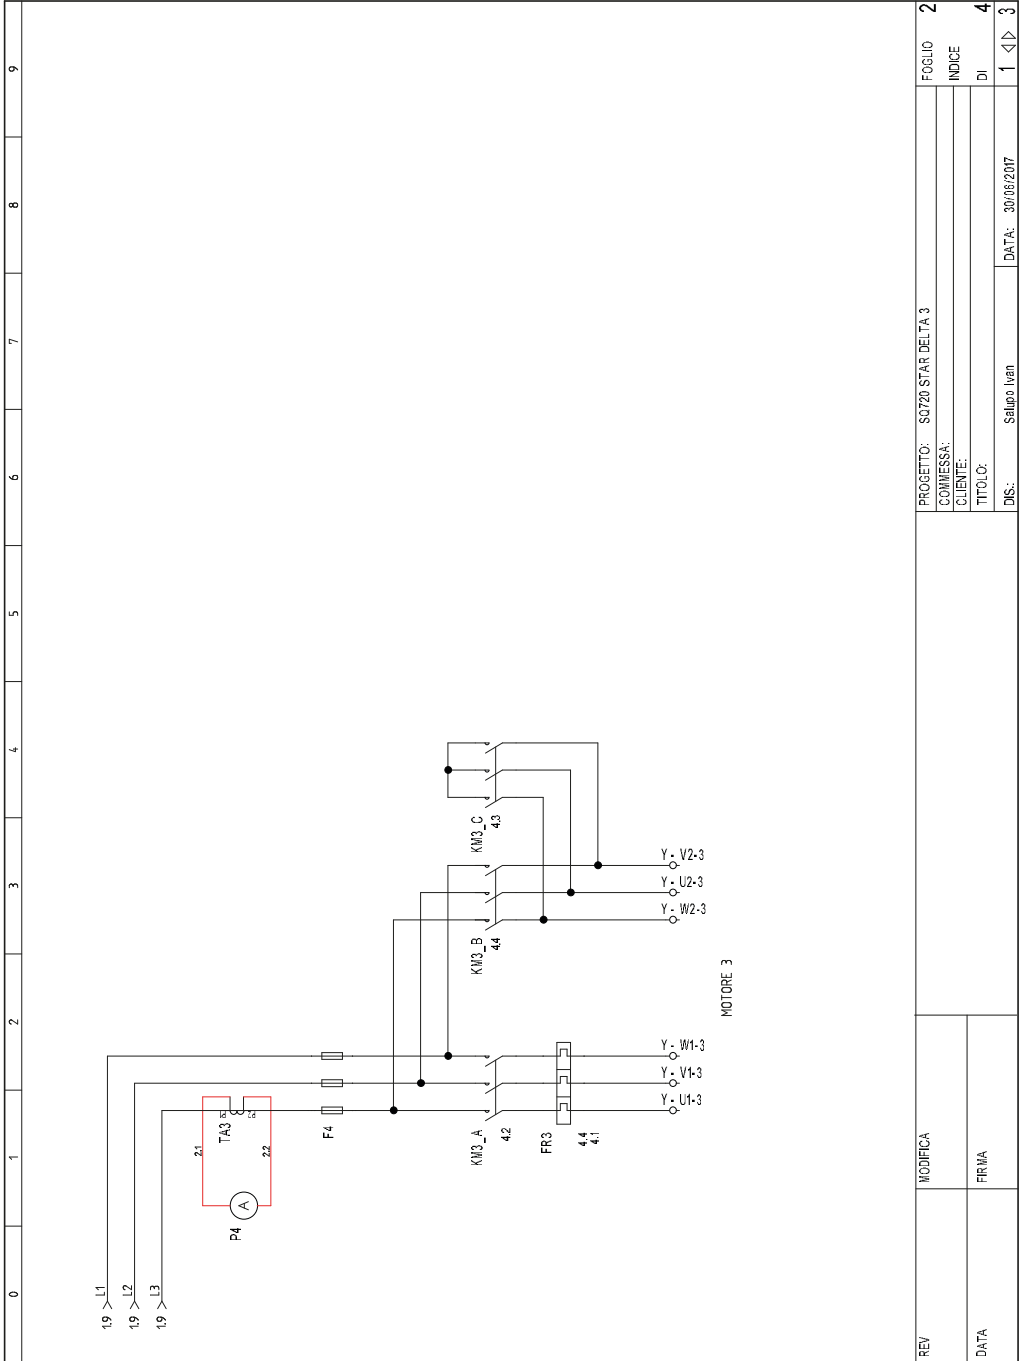 0 1 2 3 4 5 6 7 8 9
1.9 L1
1.9 L2
1.9 L3
P4
A
2.1
2.2
TA3
F4
KM3_A
4.2
FR3
4.4
4.1
KM3_B
4.4
KM3_C
4.3
Y - U1-3
Y - V1-3
Y - W1-3
Y - W2-3
Y - U2-3
Y - V2-3
MOTORE 3
REV
MODIFICA
DATA
FIRMA
PROGETTO: SQ720 STAR DELTA 3
COMMESSA:
CLIENTE:
TITOLO:
DIS.: Salupo Ivan
DATA: 30/06/2017
FOGLIO 2
INDICE
DI 4
1 3